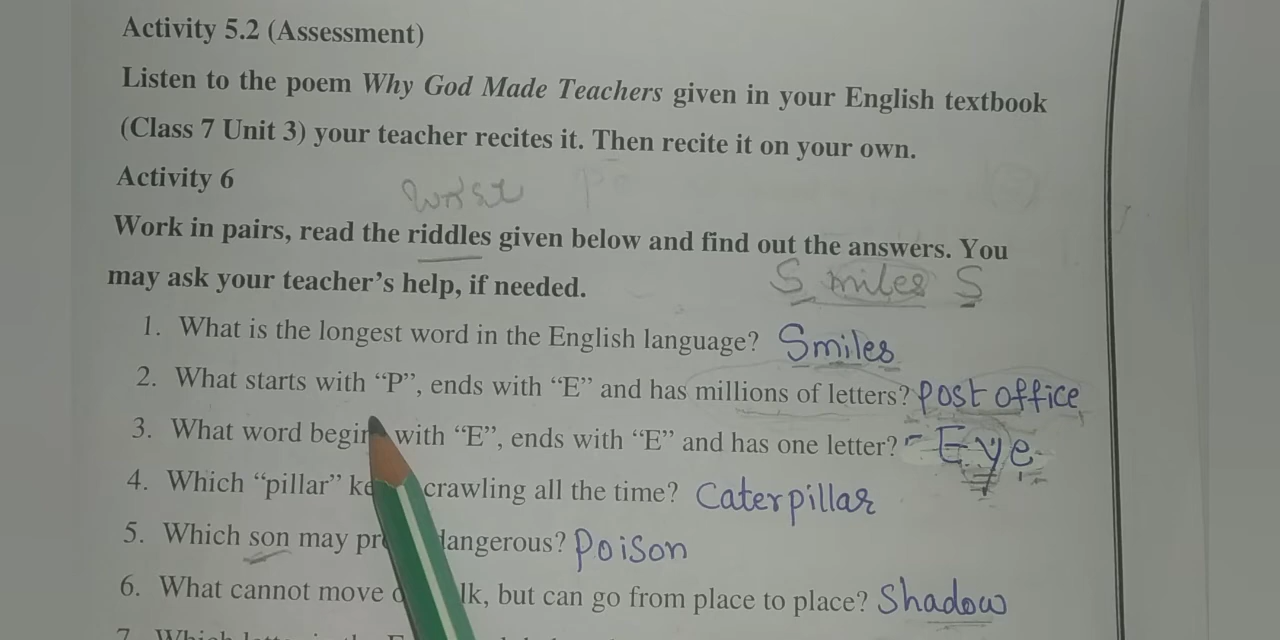 Activity 5.2 (Assessment)
Listen to the poem Why God Made Teachers given in your English textbook
(Class 7 Unit 3) your teacher recites it. Then recite it on your own.
Activity 6
Work in pairs, read the riddles given below and find out the answers. You
may ask your teacher's help, if needed.
S miles S
1. What is the longest word in the English language? Smiles
2. What starts with "P", ends with "E" and has millions of letters? Post office
3. What word begin with "E", ends with "E" and has one letter? - Eye
4. Which "pillar" ke crawling all the time? Caterpillar
5. Which son may pr dangerous? Poison
6. What cannot move lk, but can go from place to place? Shadow